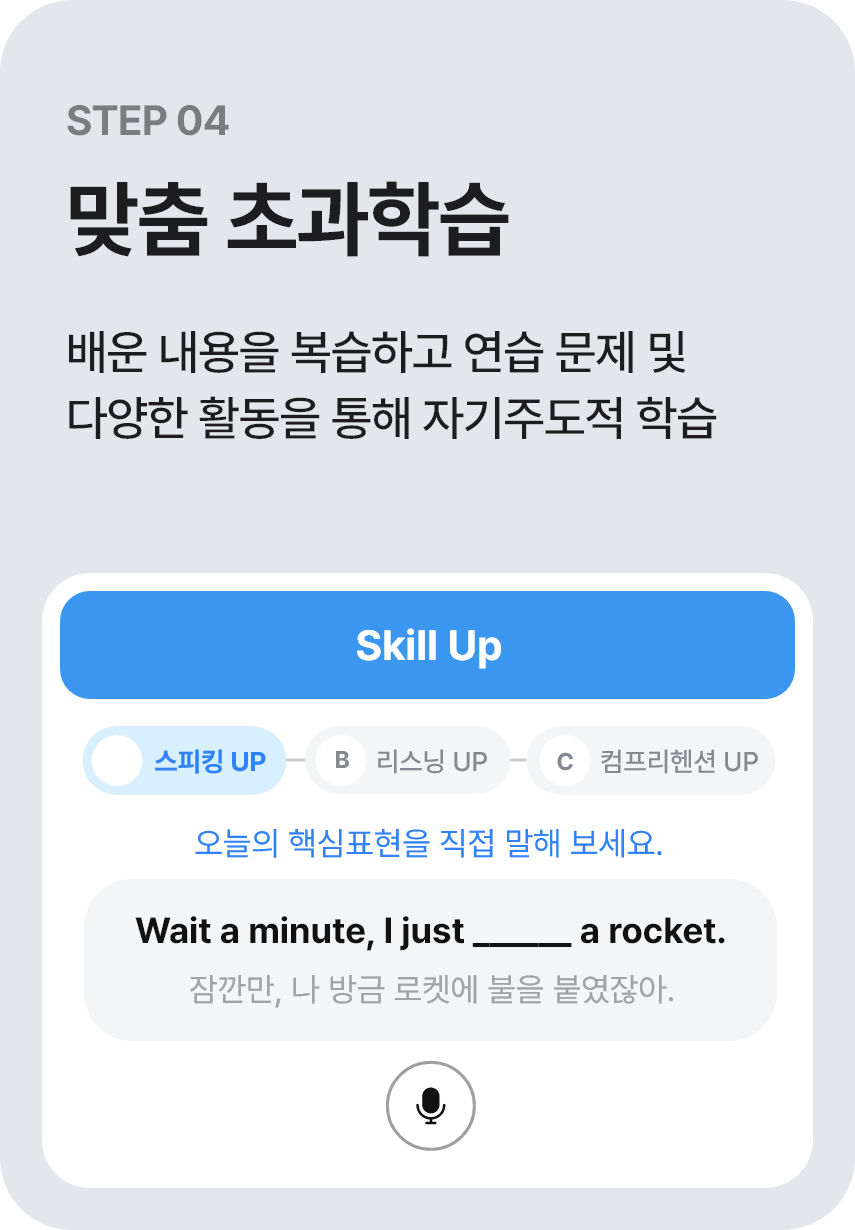 STEP 04
맞춤 초과학습
배운 내용을 복습하고 연습 문제 및
다양한 활동을 통해 자기주도적 학습
Skill Up
스피킹 UP
B 리스닝 UP
C 컴프리헨션 UP
오늘의 핵심표현을 직접 말해 보세요.
Wait a minute, I just ______ a rocket.
잠깐만, 나 방금 로켓에 불을 붙였잖아.